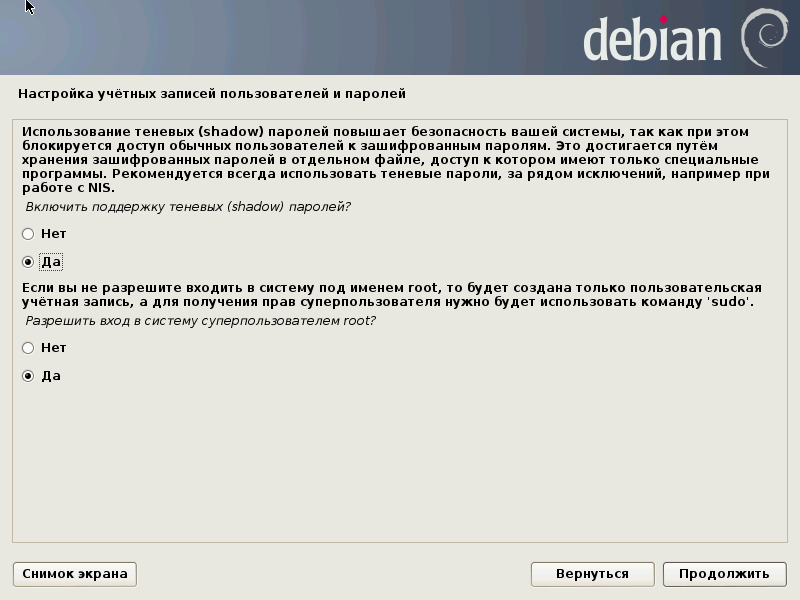 debian
Настройка учётных записей пользователей и паролей
Использование теневых (shadow) паролей повышает безопасность вашей системы, так как при этом
блокируется доступ обычных пользователей к зашифрованным паролям. Это достигается путём
хранения зашифрованных паролей в отдельном файле, доступ к котором имеют только специальные
программы. Рекомендуется всегда использовать теневые пароли, за рядом исключений, например при
работе с NIS.
Включить поддержку теневых (shadow) паролей?
Нет
Да
Если вы не разрешите входить в систему под именем root, то будет создана только пользовательская
учётная запись, а для получения прав суперпользователя нужно будет использовать команду 'sudo'.
Разрешить вход в систему суперпользователем root?
Нет
Да
Снимок экрана
Вернуться
Продолжить